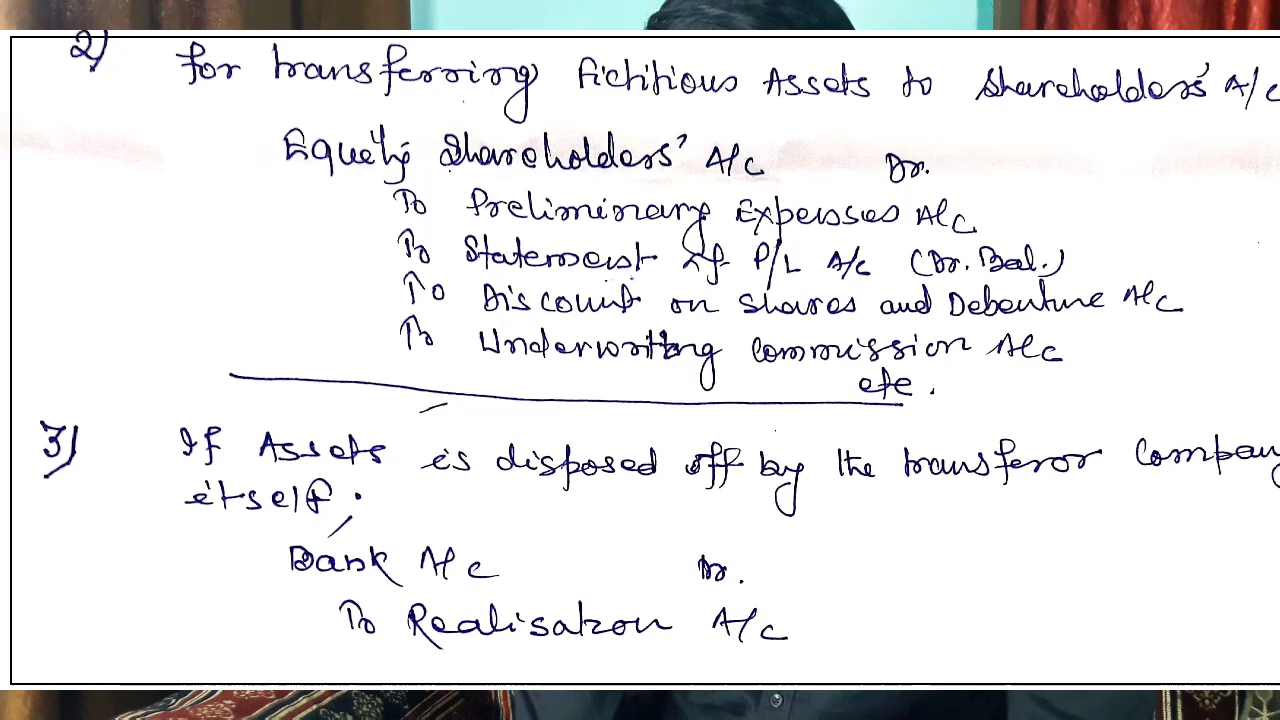 2) For transferring fictitious Assets to Shareholders' A/c
Equity Shareholders' A/c Dr.
To Preliminary Expenses A/c
To Statement of P/L A/c (Dr. Bal.)
To Discount on Shares and Debenture A/c
To Underwriting Commission A/c
etc.
3) If Assets is disposed off by the transferor Company
itself.
Bank A/c Dr.
To Realisation A/c